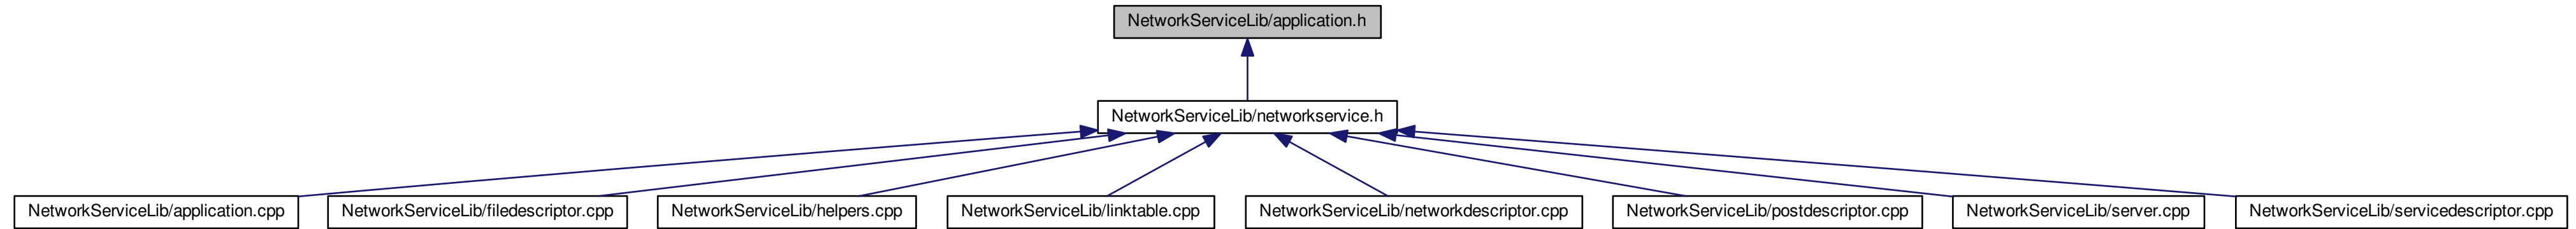 NetworkServiceLib/application.h
NetworkServiceLib/networkservice.h
NetworkServiceLib/application.cpp
NetworkServiceLib/filedescriptor.cpp
NetworkServiceLib/helpers.cpp
NetworkServiceLib/linktable.cpp
NetworkServiceLib/networkdescriptor.cpp
NetworkServiceLib/postdescriptor.cpp
NetworkServiceLib/server.cpp
NetworkServiceLib/servicedescriptor.cpp